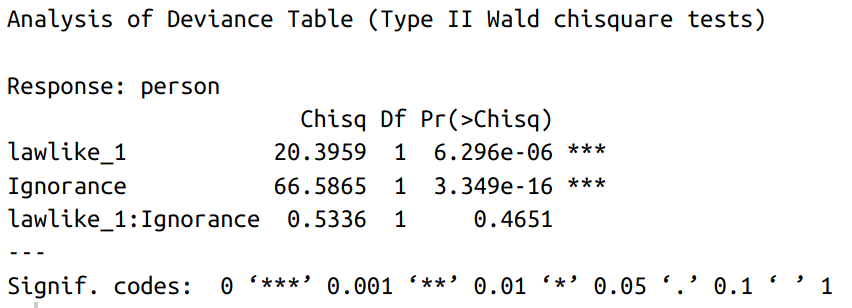 Analysis of Deviance Table (Type II Wald chisquare tests)

Response: person
                     Chisq Df Pr(>Chisq)
lawlike_1          20.3959  1  6.296e-06 ***
Ignorance          66.5865  1  3.349e-16 ***
lawlike_1:Ignorance  0.5336  1     0.4651
---
Signif. codes:  0 ‘***’ 0.001 ‘**’ 0.01 ‘*’ 0.05 ‘.’ 0.1 ‘ ’ 1